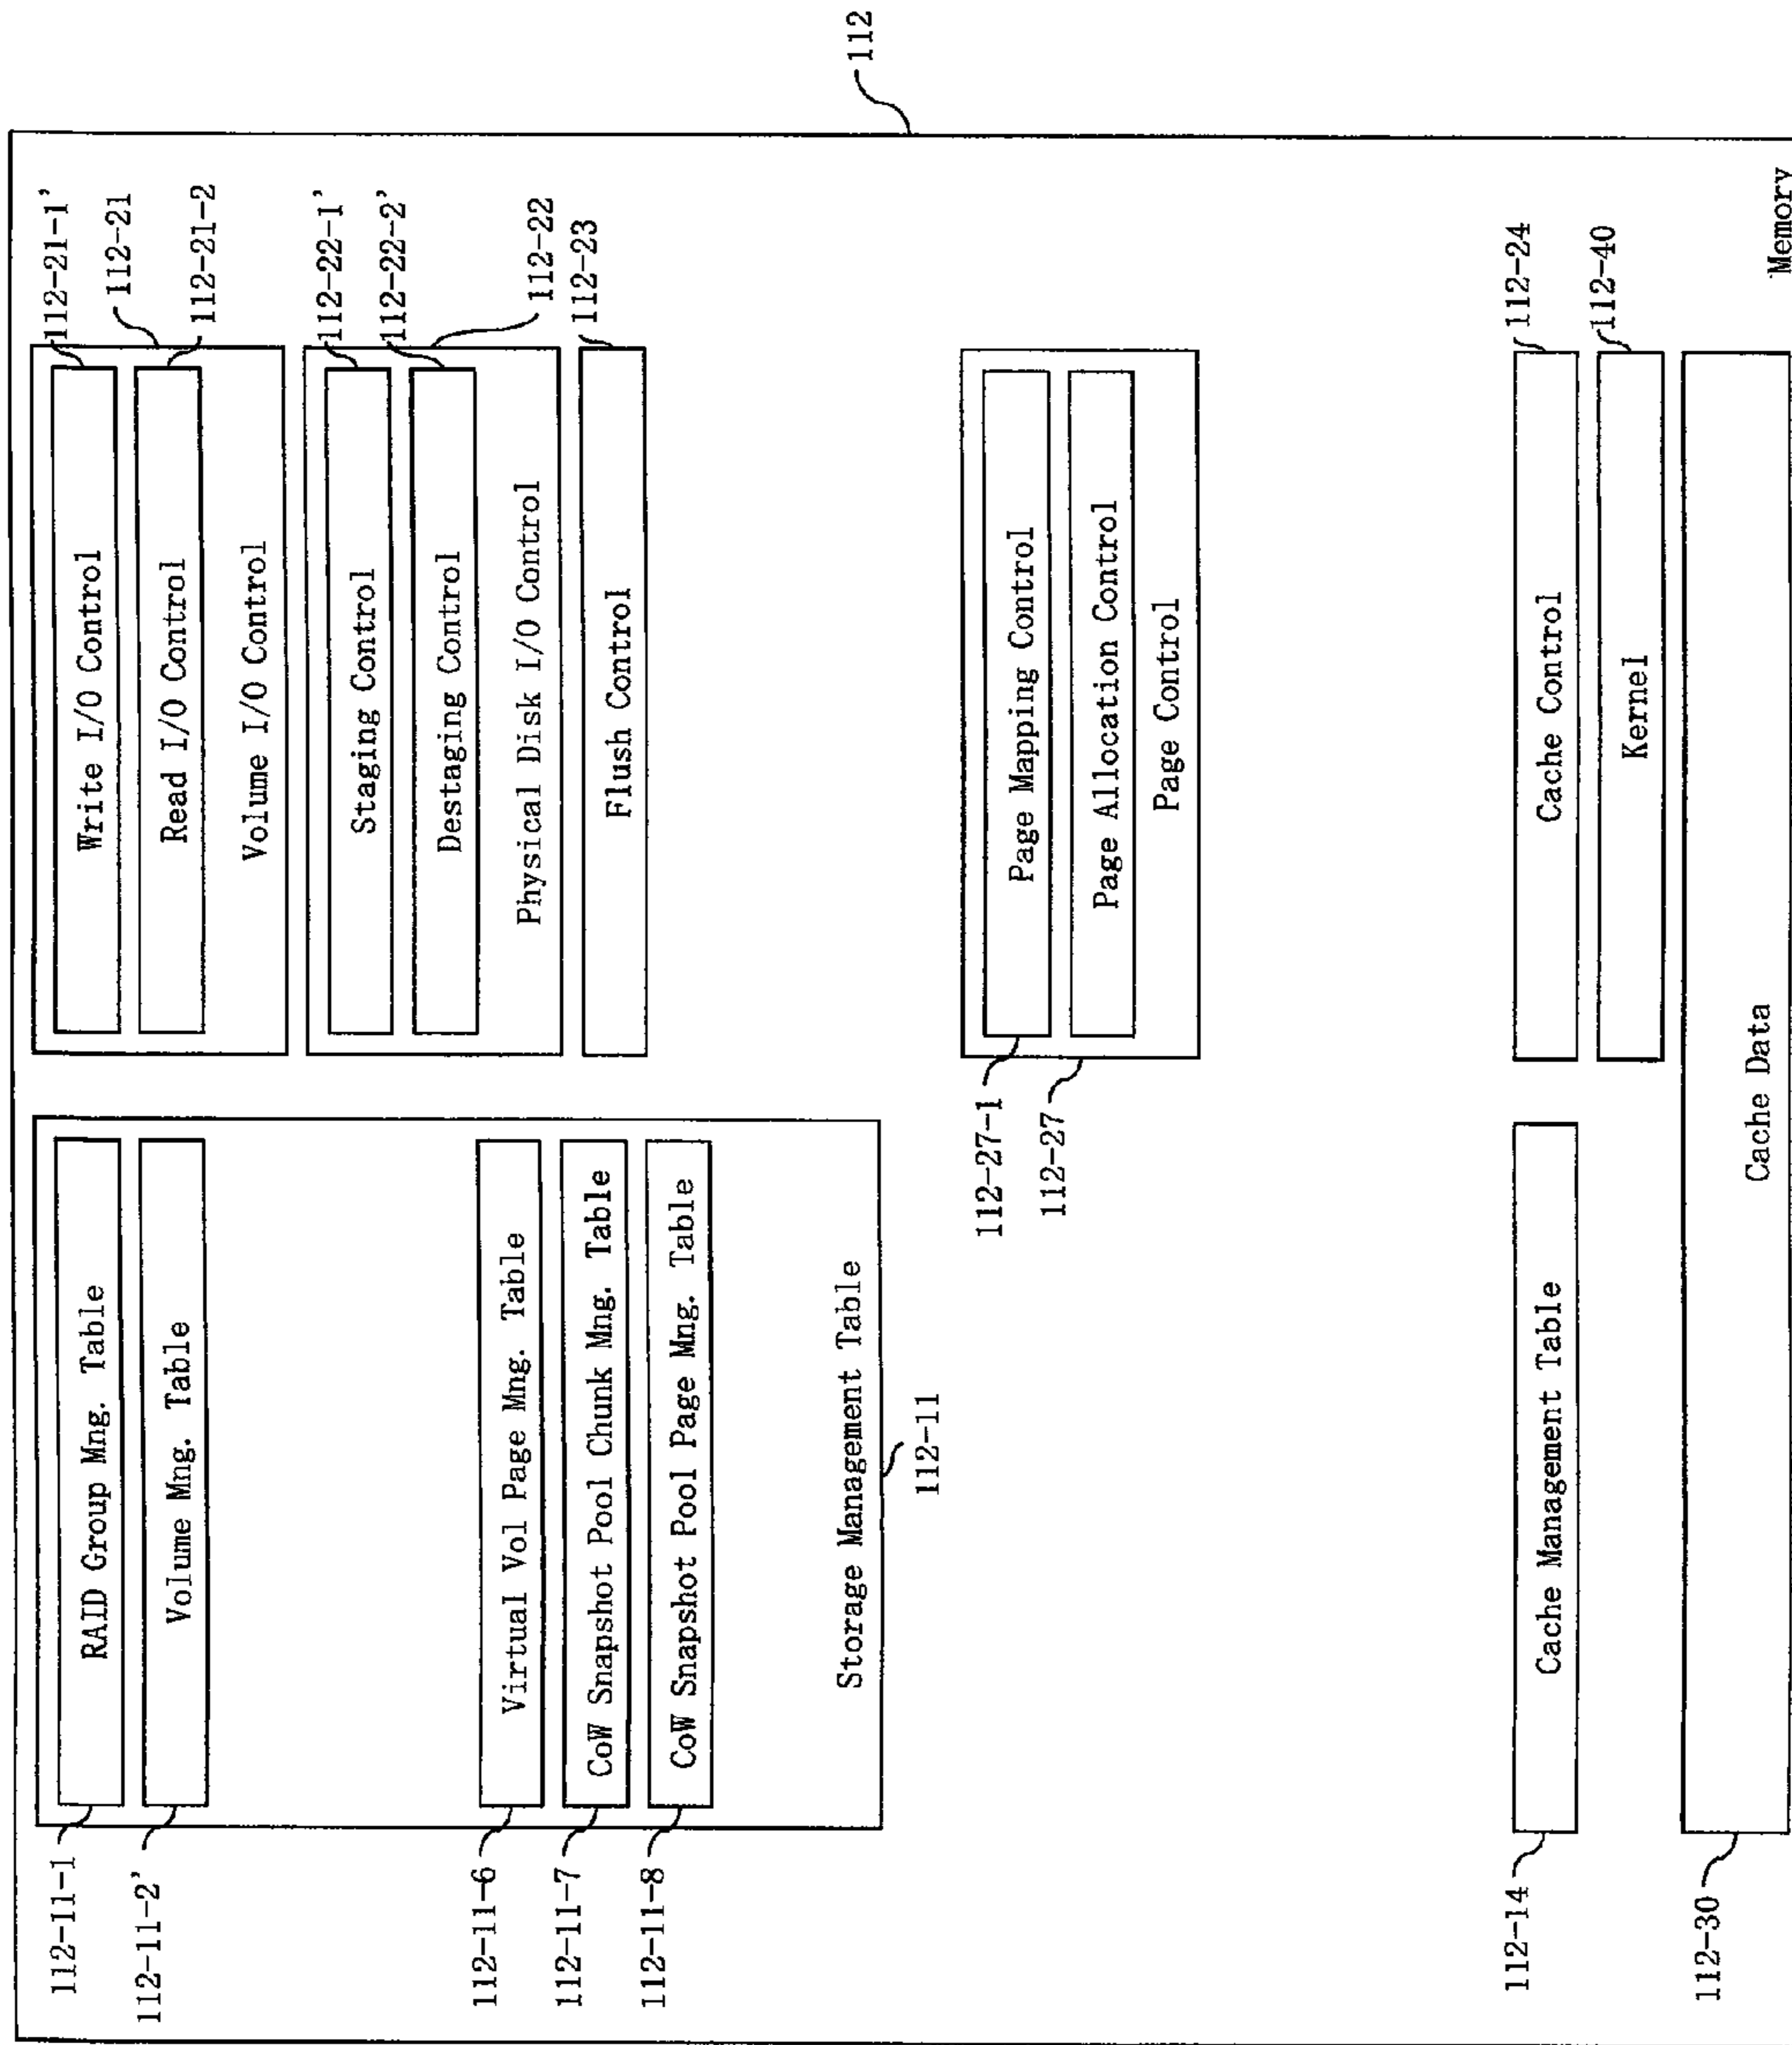 112-11-1
RAID Group Mng. Table
112-11-2'
Volume Mng. Table
112-11-6
Virtual Vol Page Mng. Table
112-11-7
CoW Snapshot Pool Chunk Mng. Table
112-11-8
CoW Snapshot Pool Page Mng. Table
Storage Management Table
112-11
112-14
Cache Management Table
Write I/O Control
112-21-1'
112-21
Read I/O Control
112-21-2
Volume I/O Control
Staging Control
112-22-1'
Destaging Control
112-22-2'
Physical Disk I/O Control
112-22
Flush Control
112-23
112-27-1
Page Mapping Control
112-27
Page Allocation Control
Page Control
Cache Control
112-24
Kernel
112-40
112-30
Cache Data
Memory
112